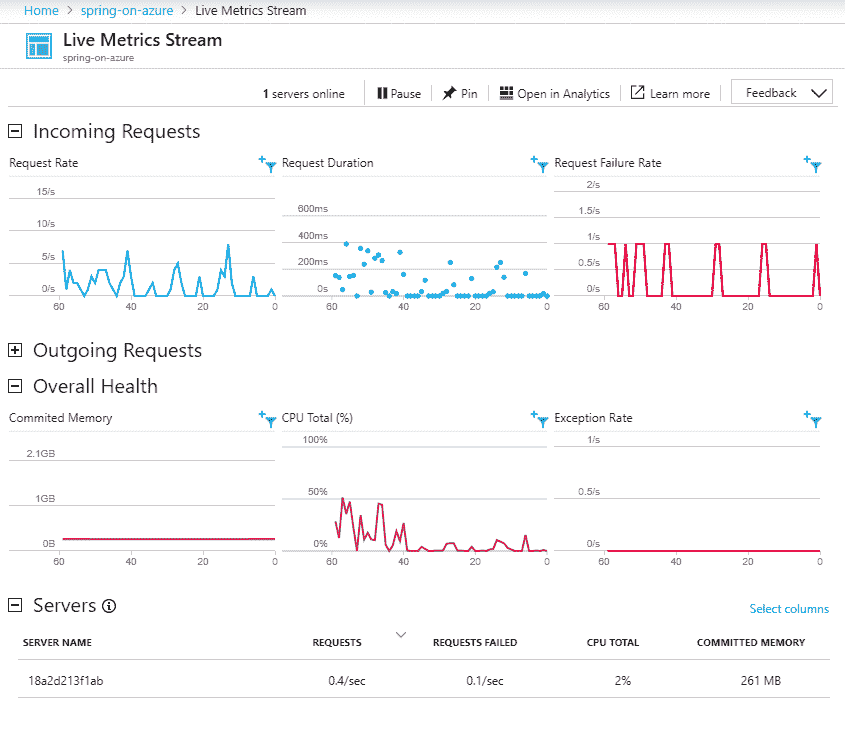 Home > spring-on-azure > Live Metrics Stream
Live Metrics Stream
spring-on-azure
1 servers online Pause Pin Open in Analytics Learn more Feedback
Incoming Requests
Request Rate
15/s
10/s
5/s
0/s
60 40 20 0
Request Duration
600ms
400ms
200ms
0s
60 40 20 0
Request Failure Rate
2/s
1.5/s
1/s
0.5/s
0/s
60 40 20 0
Outgoing Requests
Overall Health
Commited Memory
2.1GB
1GB
0B
60 40 20 0
CPU Total (%)
100%
50%
0%
60 40 20 0
Exception Rate
1/s
0.5/s
0/s
60 40 20 0
Servers
Select columns
SERVER NAME REQUESTS REQUESTS FAILED CPU TOTAL COMMITTED MEMORY
18a2d213f1ab 0.4/sec 0.1/sec 2% 261 MB